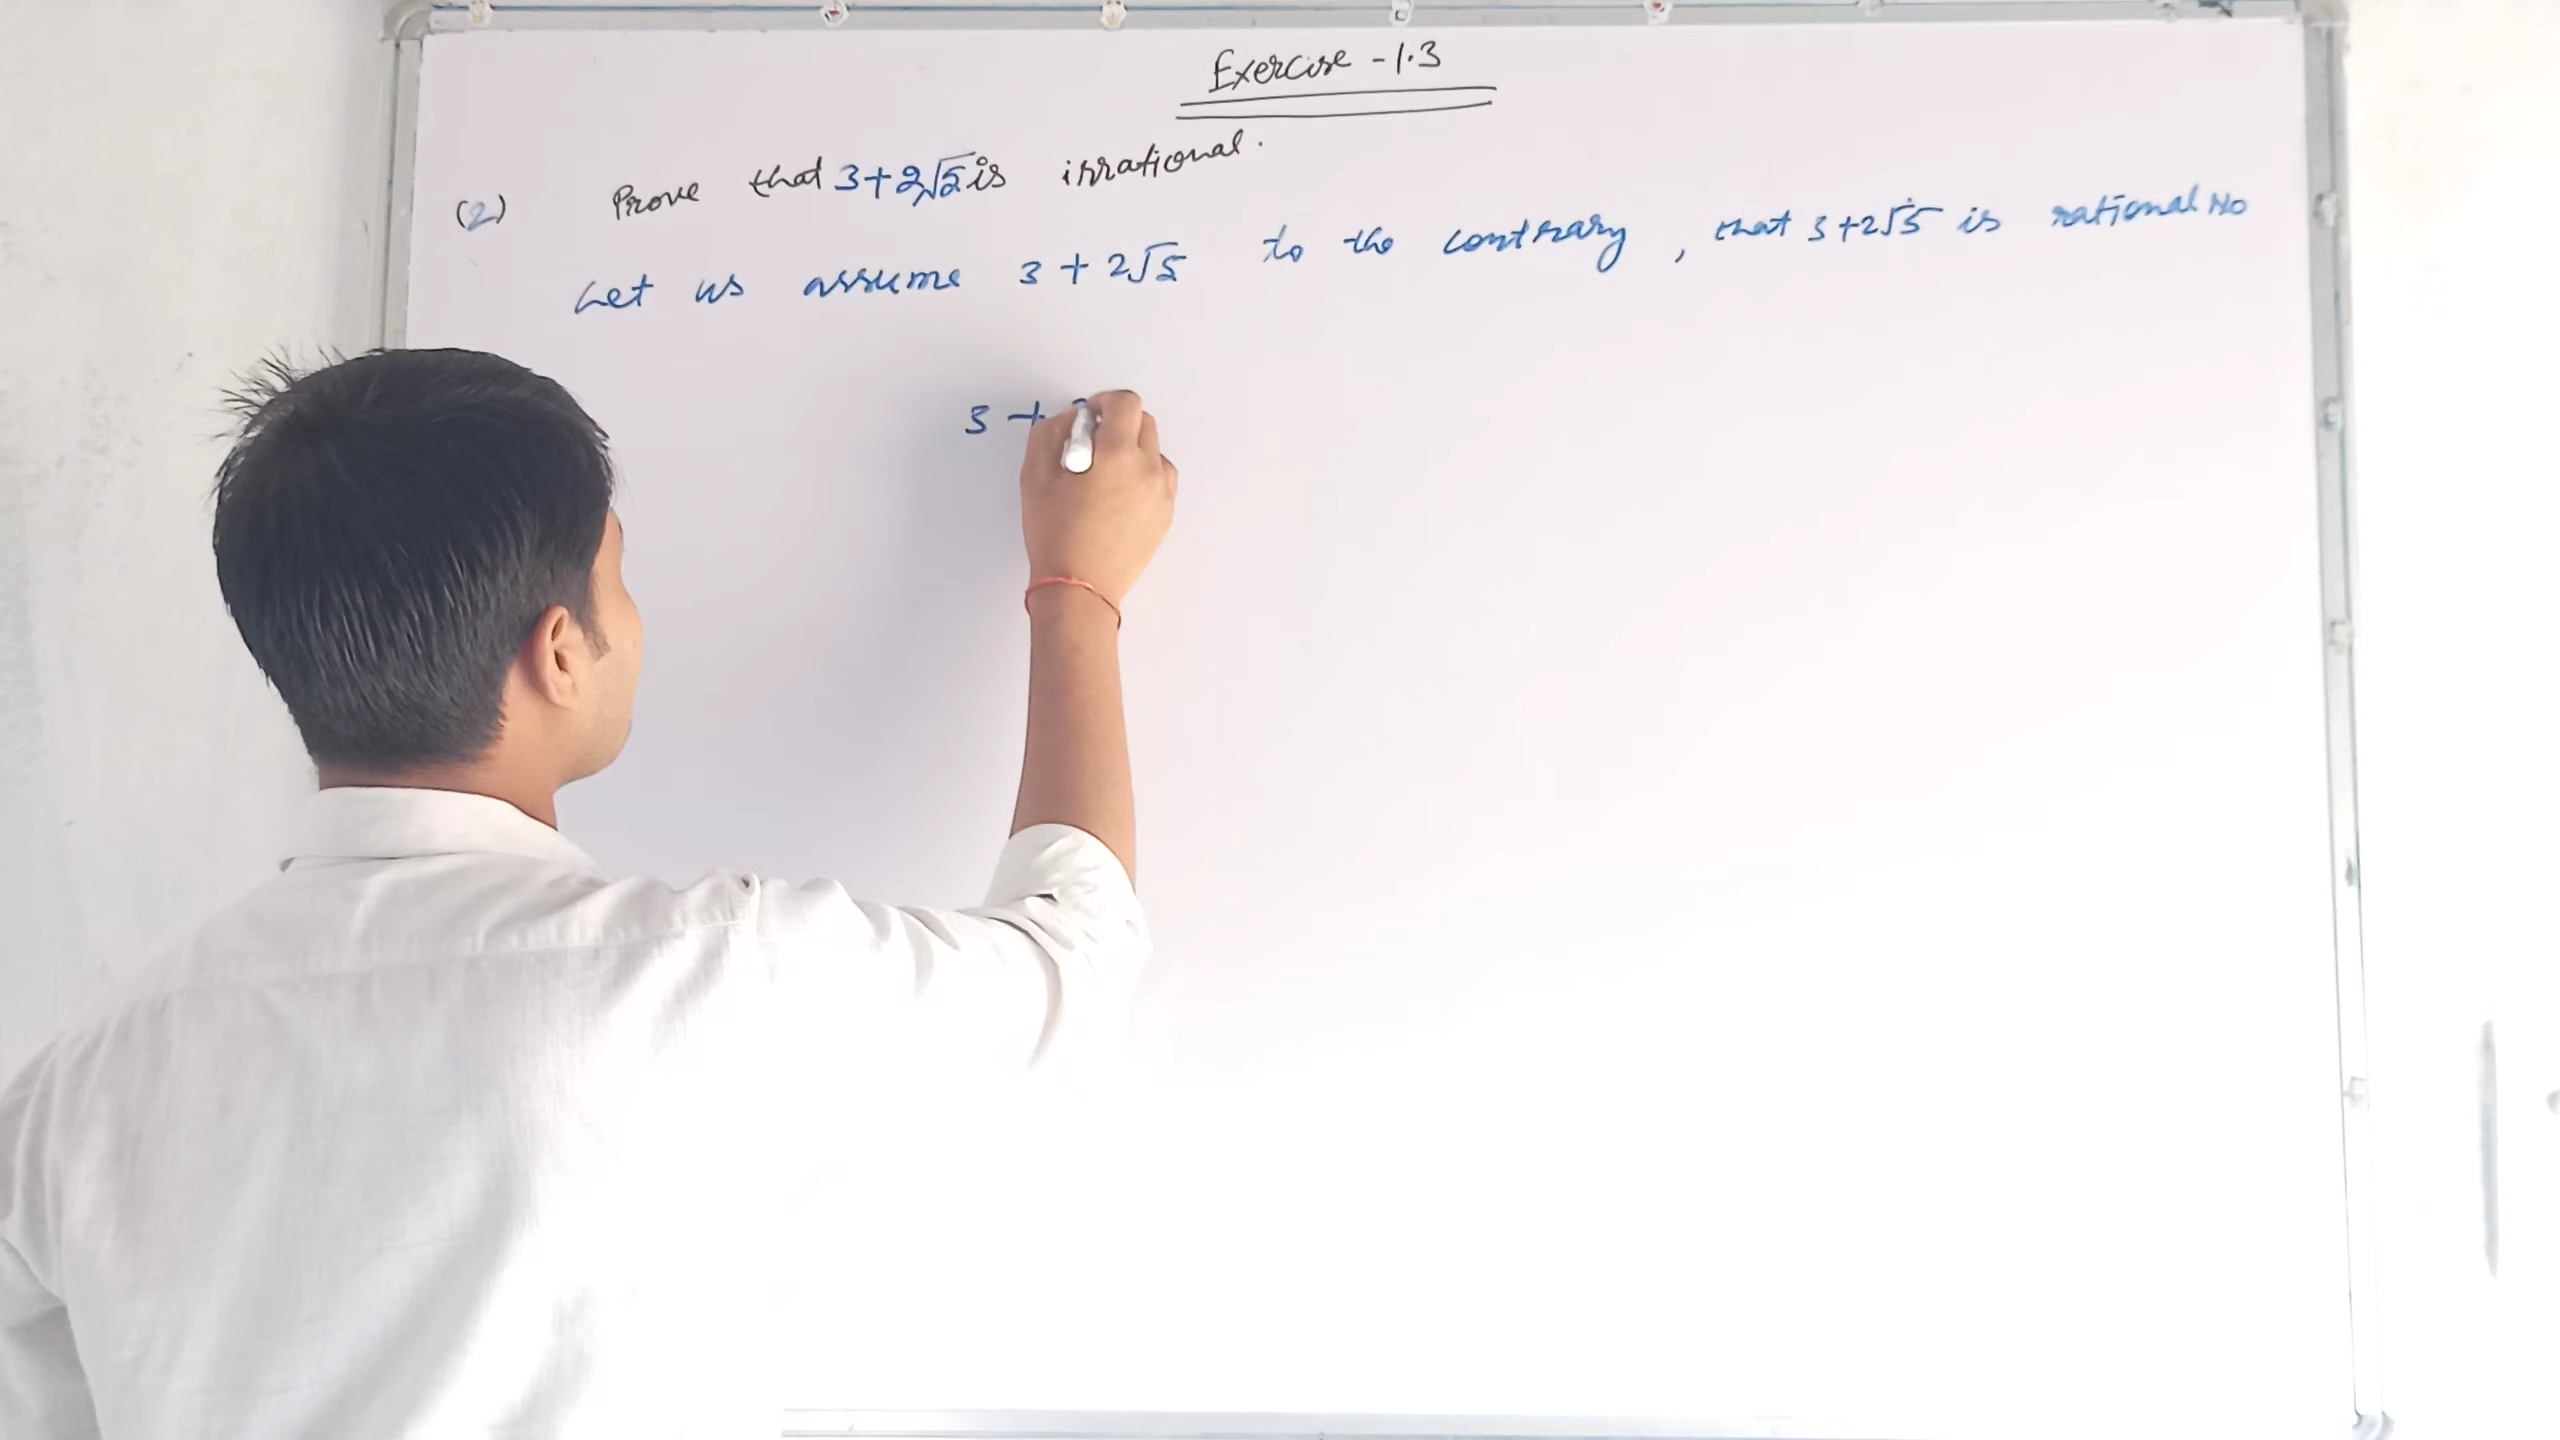 Exercise - 1.3
(2) Prove that 3+2√5 is irrational.
Let us assume 3 + 2√5 to the contrary, that 3+2√5 is rational No
3 + 2